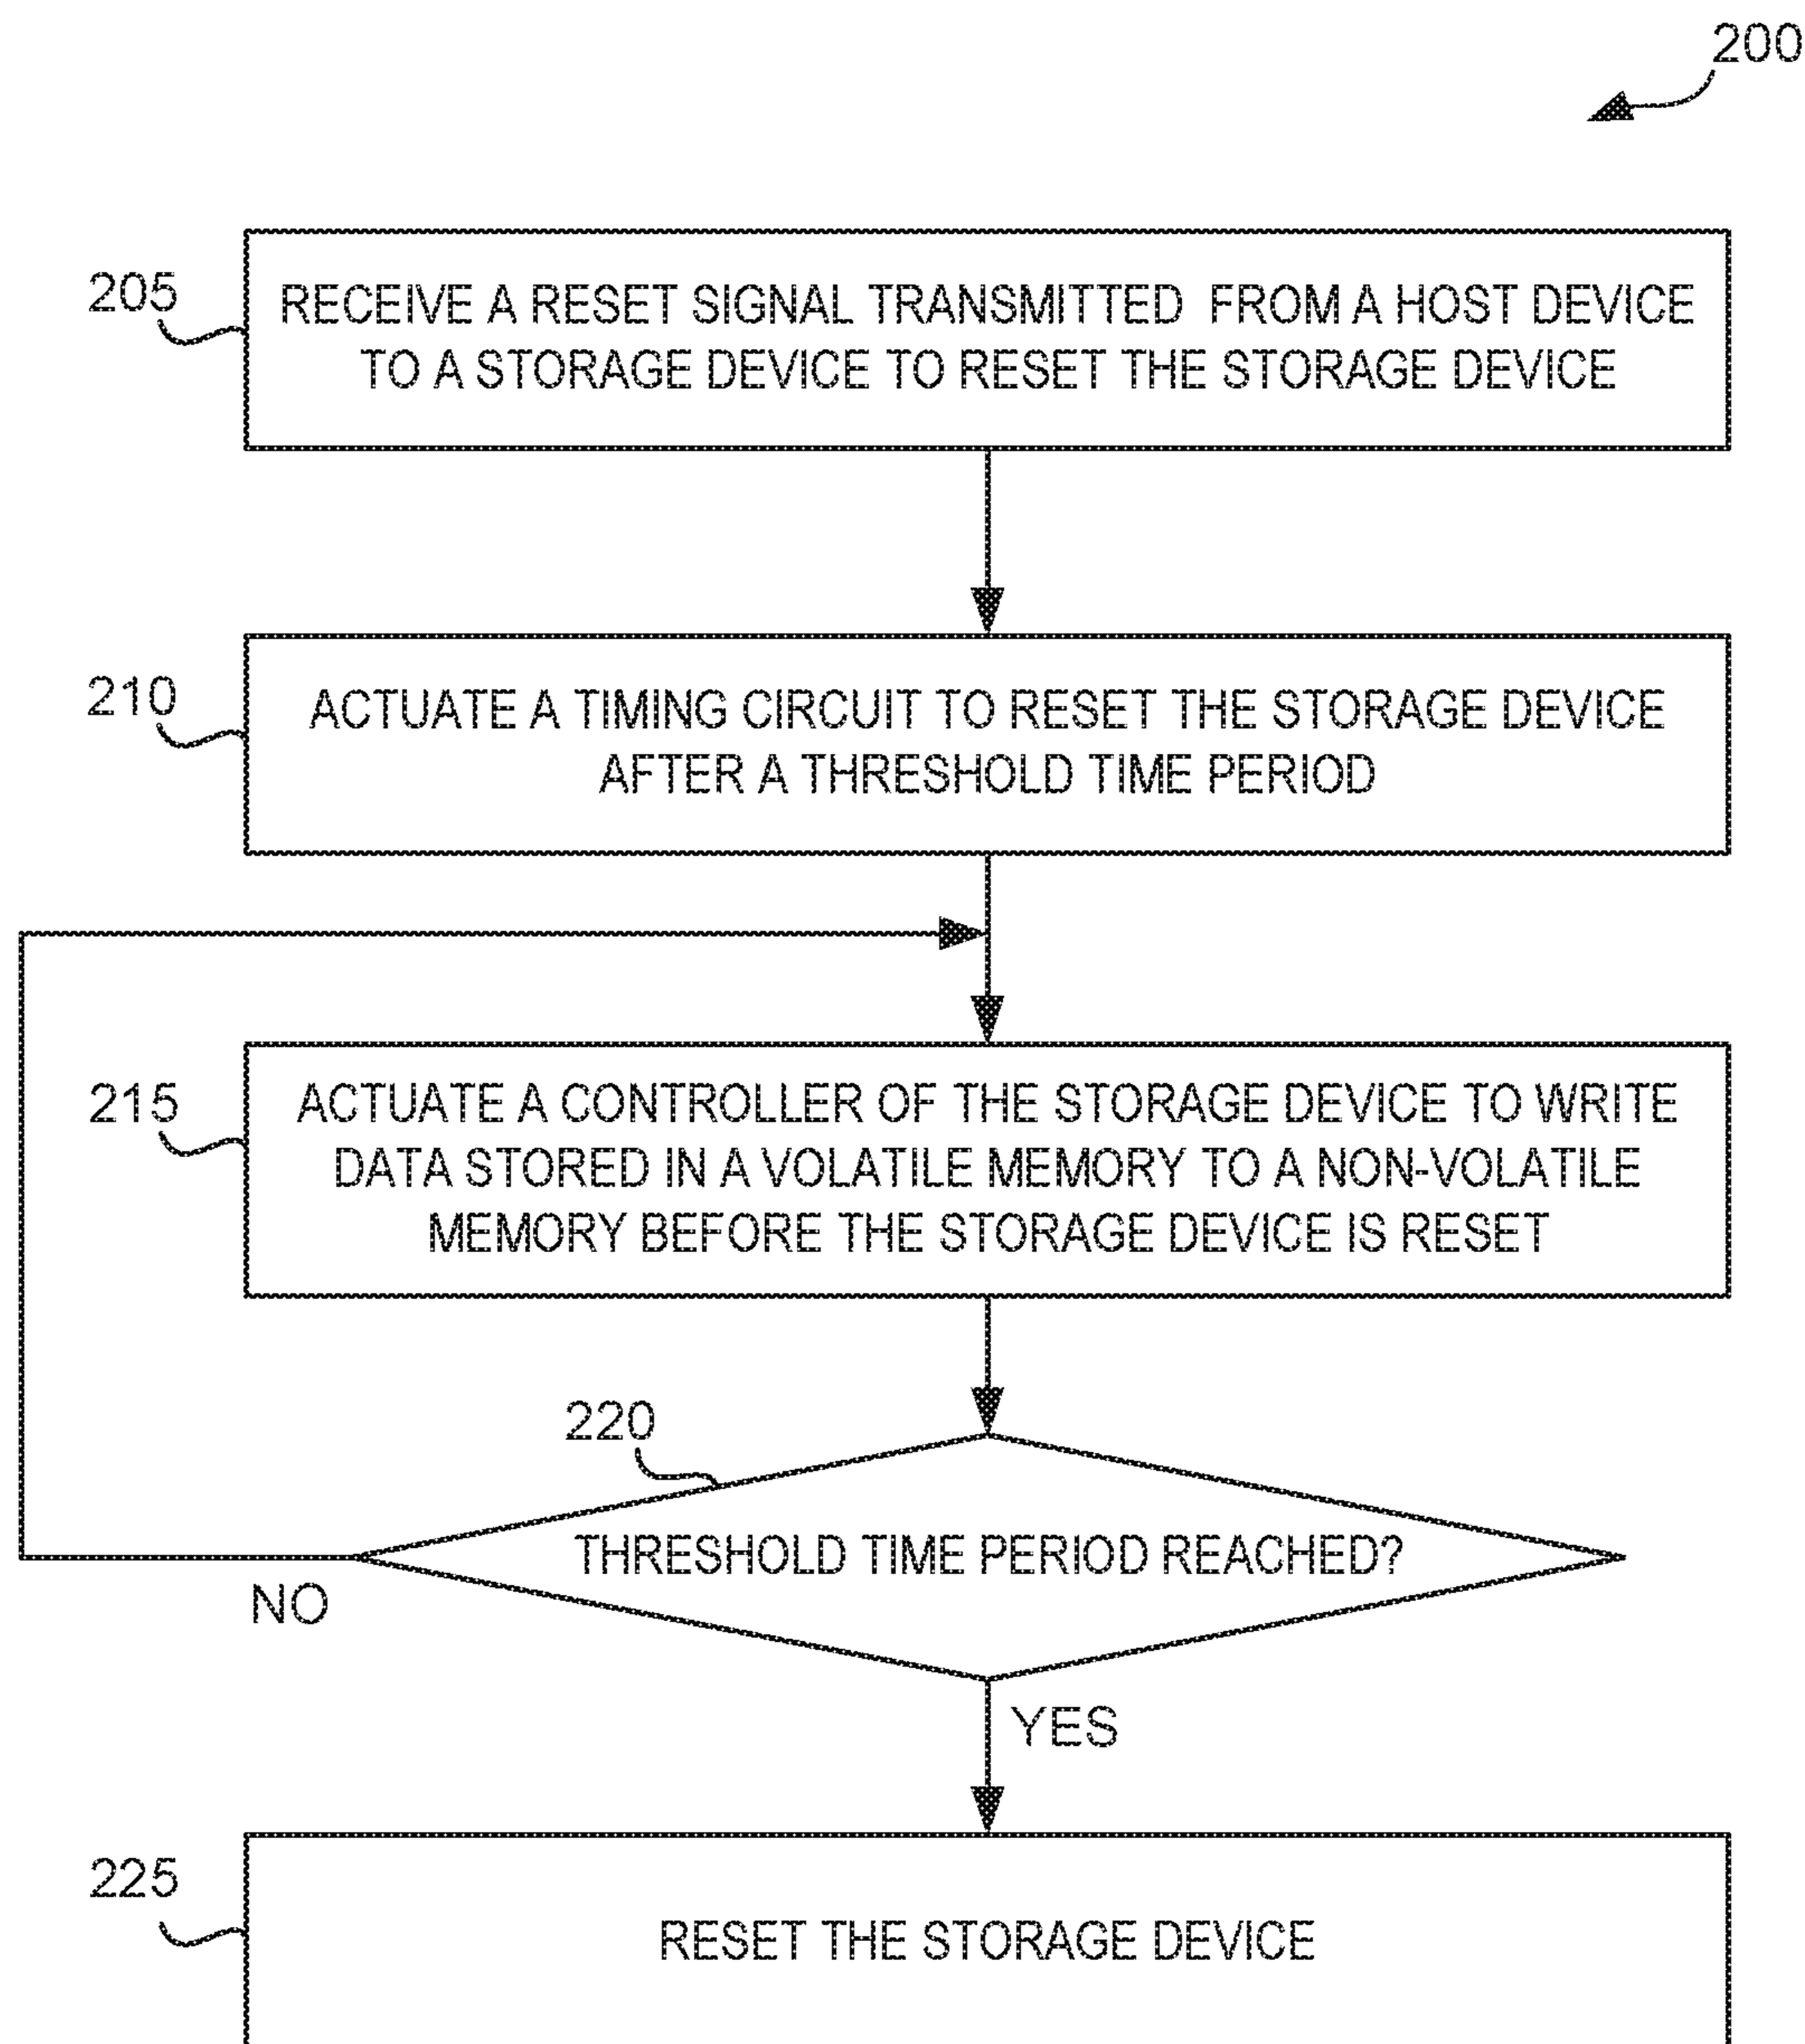 200
205
RECEIVE A RESET SIGNAL TRANSMITTED FROM A HOST DEVICE
TO A STORAGE DEVICE TO RESET THE STORAGE DEVICE
210
ACTUATE A TIMING CIRCUIT TO RESET THE STORAGE DEVICE
AFTER A THRESHOLD TIME PERIOD
215
ACTUATE A CONTROLLER OF THE STORAGE DEVICE TO WRITE
DATA STORED IN A VOLATILE MEMORY TO A NON-VOLATILE
MEMORY BEFORE THE STORAGE DEVICE IS RESET
220
THRESHOLD TIME PERIOD REACHED?
NO
YES
225
RESET THE STORAGE DEVICE